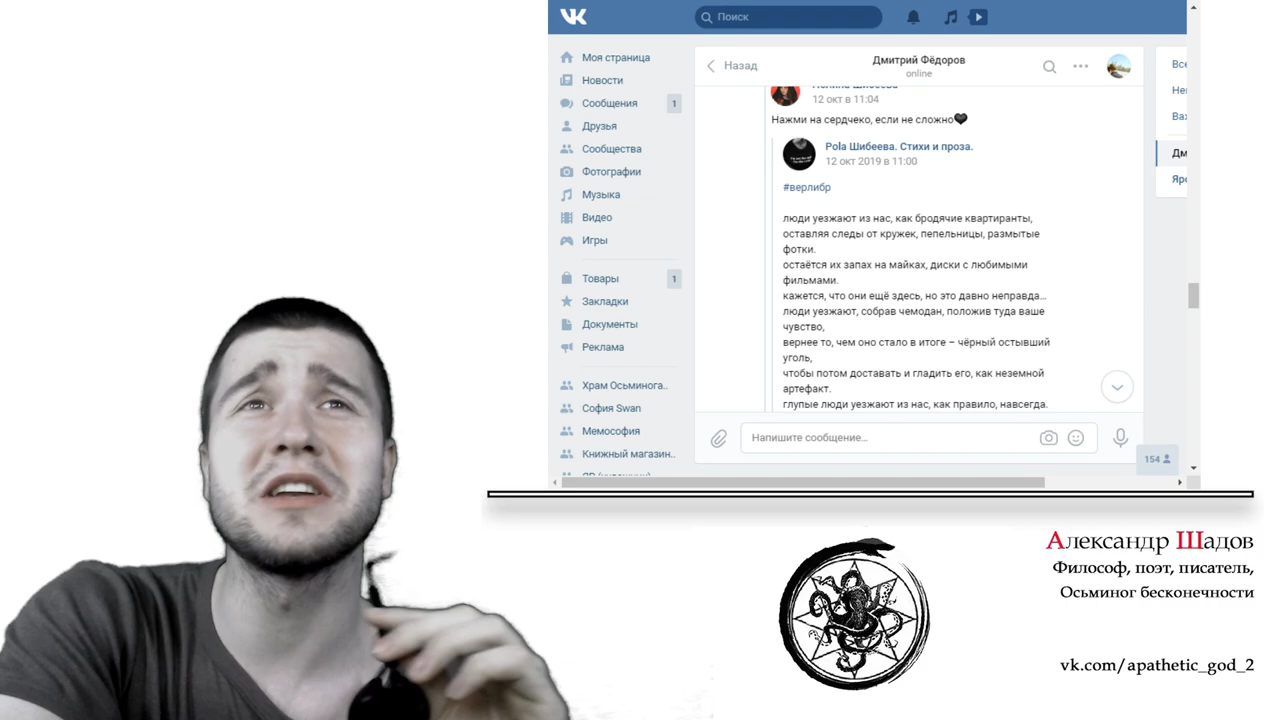 Поиск
Моя страница
Новости
Сообщения 1
Друзья
Сообщества
Фотографии
Музыка
Видео
Игры
Товары 1
Закладки
Документы
Реклама
Храм Осьминога..
София Swan
Мемософия
Книжный магазин..
Назад
Дмитрий Фёдоров
online
12 окт в 11:04
Нажми на сердчеко, если не сложно🖤
Pola Шибеева. Стихи и проза.
12 окт 2019 в 11:00
#верлибр
люди уезжают из нас, как бродячие квартиранты,
оставляя следы от кружек, пепельницы, размытые
фотки.
остаётся их запах на майках, диски с любимыми
фильмами.
кажется, что они ещё здесь, но это давно неправда...
люди уезжают, собрав чемодан, положив туда ваше
чувство,
вернее то, чем оно стало в итоге – чёрный остывший
уголь,
чтобы потом доставать и гладить его, как неземной
артефакт.
глупые люди уезжают из нас, как правило, навсегда.
Напишите сообщение...
154
Александр Шадов
Философ, поэт, писатель,
Осьминог бесконечности
vk.com/apathetic_god_2